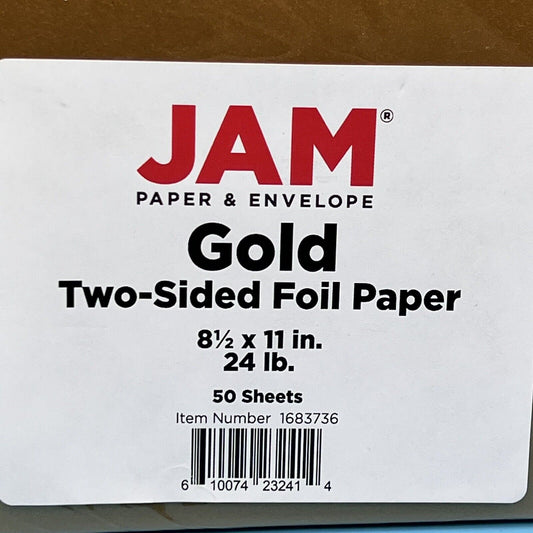 JAM®
PAPER & ENVELOPE
Gold
Two-Sided Foil Paper
8½ x 11 in.
24 lb.
50 Sheets
Item Number 1683736
6 10074 23241 4